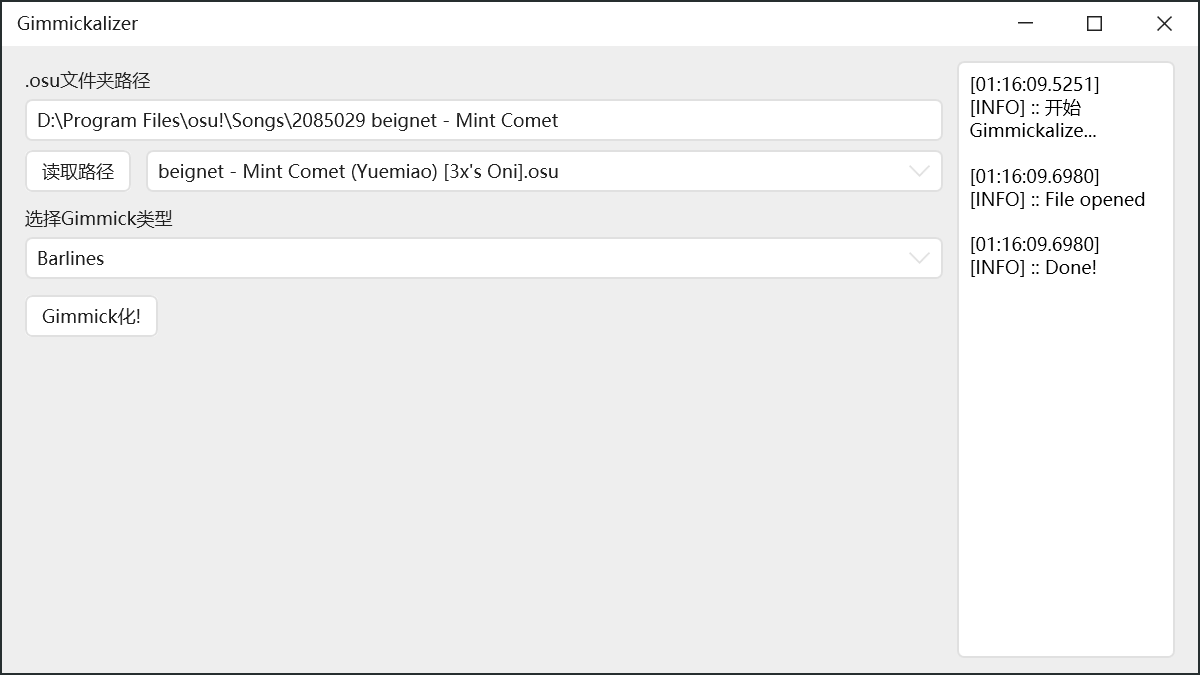 Gimmickalizer
.osu文件夹路径
D:\Program Files\osu!\Songs\2085029 beignet - Mint Comet
读取路径
beignet - Mint Comet (Yuemiao) [3x's Oni].osu
选择Gimmick类型
Barlines
Gimmick化!
[01:16:09.5251]
[INFO] :: 开始
Gimmickalize...
[01:16:09.6980]
[INFO] :: File opened
[01:16:09.6980]
[INFO] :: Done!